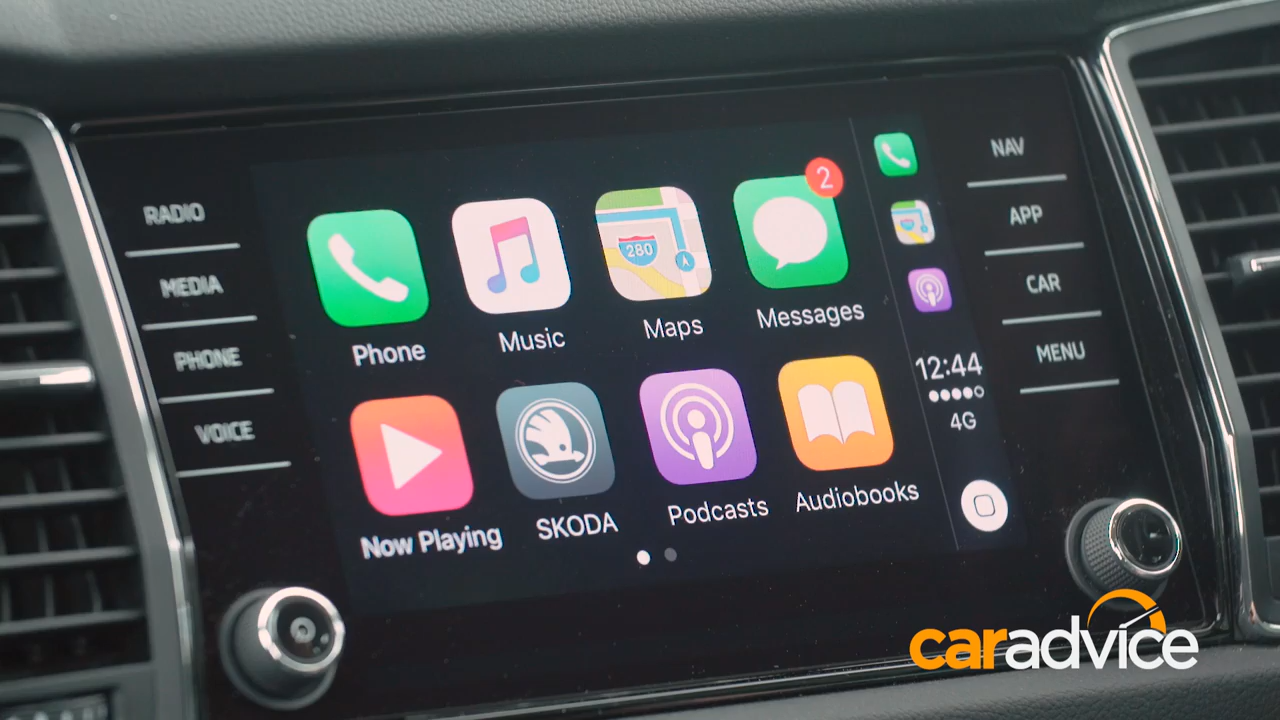 RADIO
MEDIA
PHONE
VOICE
Phone
Music
280
Maps
2
Messages
Now Playing
SKODA
Podcasts
Audiobooks
12:44
4G
NAV
APP
CAR
MENU
caradvice